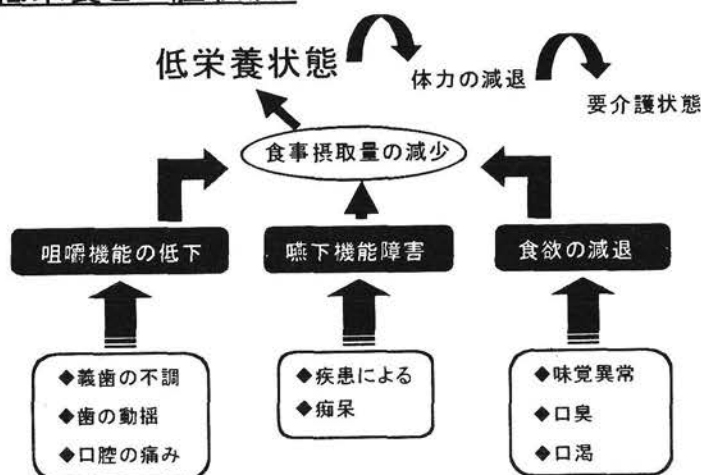 低栄養状態
体力の減退
要介護状態
食事摂取量の減少
咀嚼機能の低下
嚥下機能障害
食欲の減退
◆義歯の不調
◆歯の動揺
◆口腔の痛み
◆疾患による
◆痴呆
◆味覚異常
◆口臭
◆口渇